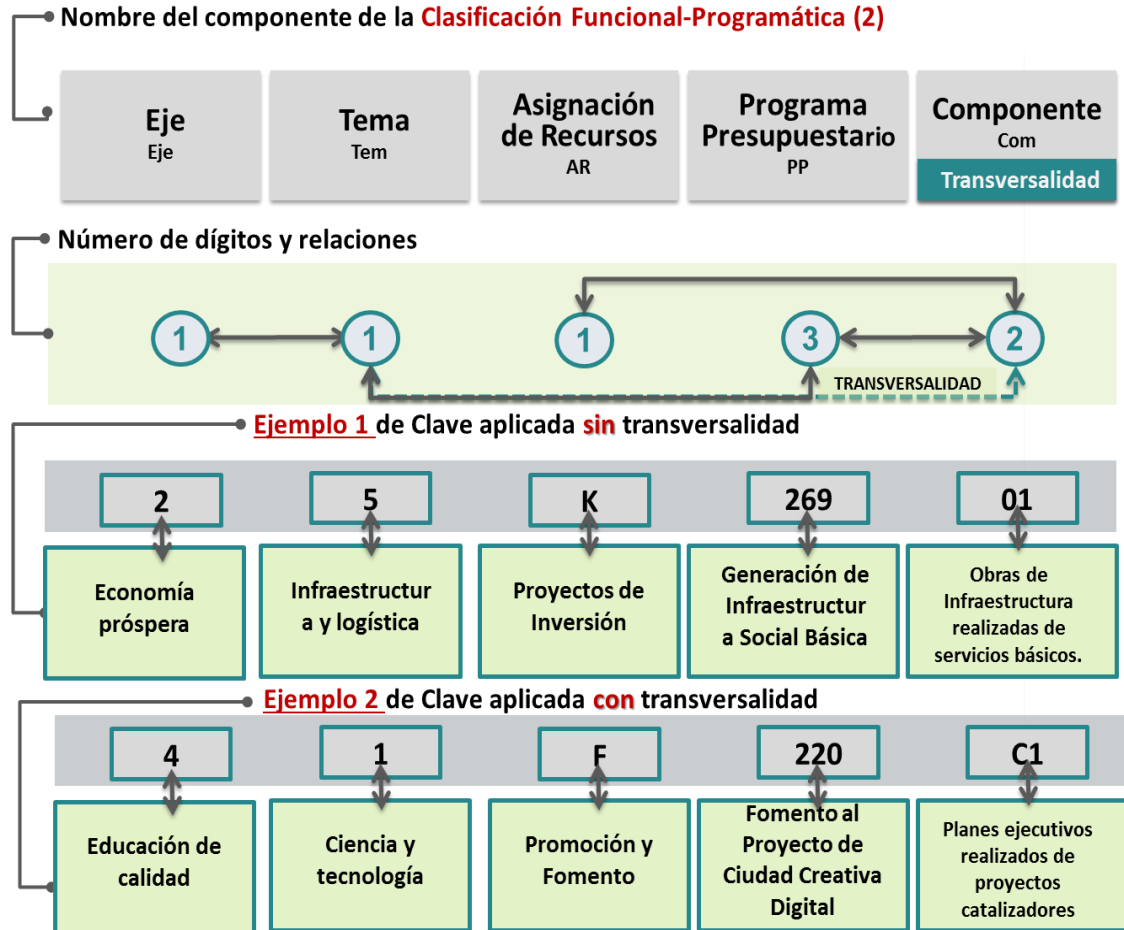 Nombre del componente de la Clasificación Funcional-Programática (2)
Eje
Eje
Tema
Tem
Asignación
de Recursos
AR
Programa
Presupuestario
PP
Componente
Com
Transversalidad
Número de dígitos y relaciones
1
1
1
3
2
TRANSVERSALIDAD
Ejemplo 1 de Clave aplicada sin transversalidad
2
5
K
269
01
Economía
próspera
Infraestructur
a y logística
Proyectos de
Inversión
Generación de
Infraestructur
a Social Básica
Obras de
Infraestructura
realizadas de
servicios básicos.
Ejemplo 2 de Clave aplicada con transversalidad
4
1
F
220
C1
Educación de
calidad
Ciencia y
tecnología
Promoción y
Fomento
Fomento al
Proyecto de
Ciudad Creativa
Digital
Planes ejecutivos
realizados de
proyectos
catalizadores